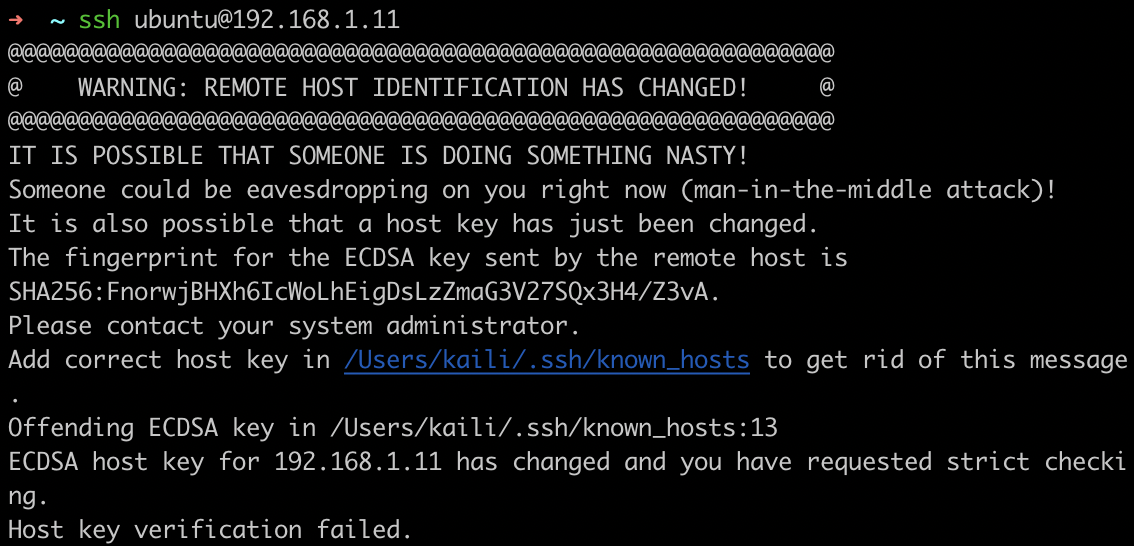 ➜  ~ ssh ubuntu@192.168.1.11
@@@@@@@@@@@@@@@@@@@@@@@@@@@@@@@@@@@@@@@@@@@@@@@@@@@@@@@@@@@
@    WARNING: REMOTE HOST IDENTIFICATION HAS CHANGED!     @
@@@@@@@@@@@@@@@@@@@@@@@@@@@@@@@@@@@@@@@@@@@@@@@@@@@@@@@@@@@
IT IS POSSIBLE THAT SOMEONE IS DOING SOMETHING NASTY!
Someone could be eavesdropping on you right now (man-in-the-middle attack)!
It is also possible that a host key has just been changed.
The fingerprint for the ECDSA key sent by the remote host is
SHA256:FnorwjBHXh6IcWoLhEigDsLzZmaG3V27SQx3H4/Z3vA.
Please contact your system administrator.
Add correct host key in /Users/kaili/.ssh/known_hosts to get rid of this message
.
Offending ECDSA key in /Users/kaili/.ssh/known_hosts:13
ECDSA host key for 192.168.1.11 has changed and you have requested strict checki
ng.
Host key verification failed.